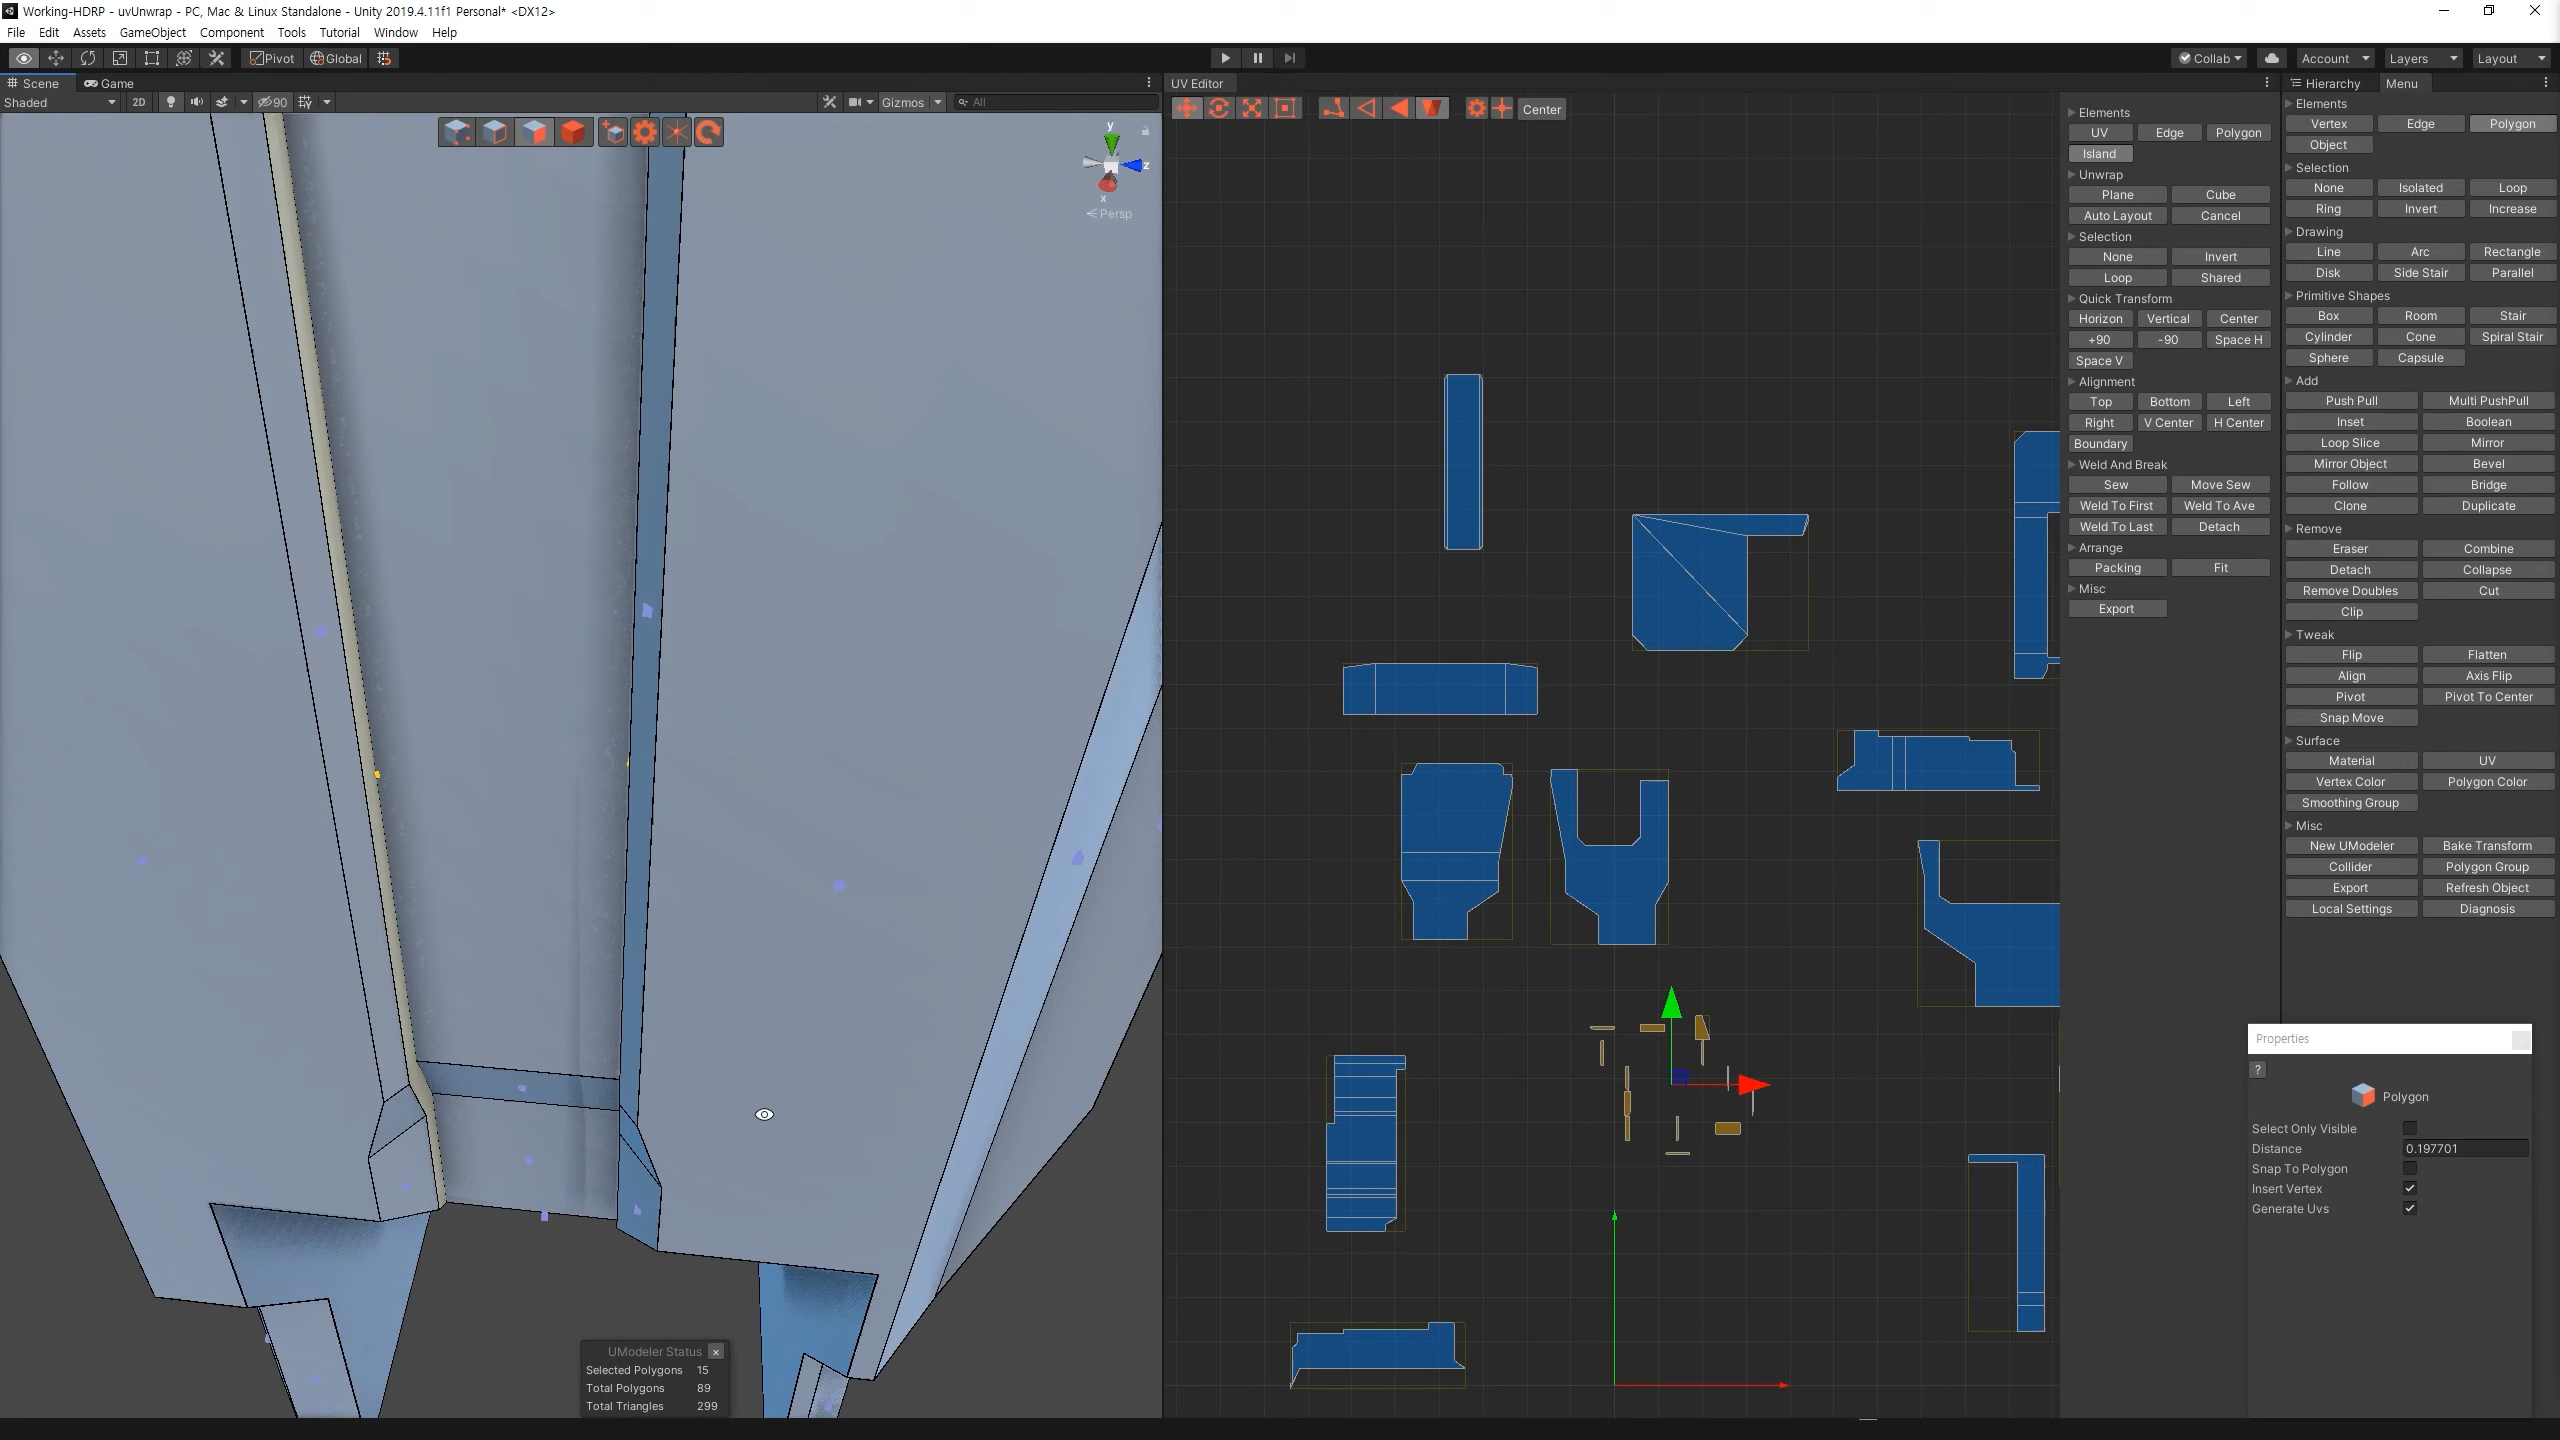 Working-HDRP - uvUnwrap - PC, Mac & Linux Standalone - Unity 2019.4.11f1 Personal* <DX12>
File Edit Assets GameObject Component Tools Tutorial Window Help
Pivot Global Collab Account Layers Layout
Scene Game
Shaded 2D 90 Gizmos All
y
z
x
Persp
UModeler Status
Selected Polygons 15
Total Polygons 89
Total Triangles 299
UV Editor
Center
Elements
UV Edge Polygon
Island
Unwrap
Plane Cube
Auto Layout Cancel
Selection
None Invert
Loop Shared
Quick Transform
Horizon Vertical Center
+90 -90 Space H
Space V
Alignment
Top Bottom Left
Right V Center H Center
Boundary
Weld And Break
Sew Move Sew
Weld To First Weld To Ave
Weld To Last Detach
Arrange
Packing Fit
Misc
Export
Hierarchy Menu
Elements
Vertex Edge Polygon
Object
Selection
None Isolated Loop
Ring Invert Increase
Drawing
Line Arc Rectangle
Disk Side Stair Parallel
Primitive Shapes
Box Room Stair
Cylinder Cone Spiral Stair
Sphere Capsule
Add
Push Pull Multi PushPull
Inset Boolean
Loop Slice Mirror
Mirror Object Bevel
Follow Bridge
Clone Duplicate
Remove
Eraser Combine
Detach Collapse
Remove Doubles Cut
Clip
Tweak
Flip Flatten
Align Axis Flip
Pivot Pivot To Center
Snap Move
Surface
Material UV
Vertex Color Polygon Color
Smoothing Group
Misc
New UModeler Bake Transform
Collider Polygon Group
Export Refresh Object
Local Settings Diagnosis
Properties
?
Polygon
Select Only Visible
Distance 0.197701
Snap To Polygon
Insert Vertex
Generate Uvs